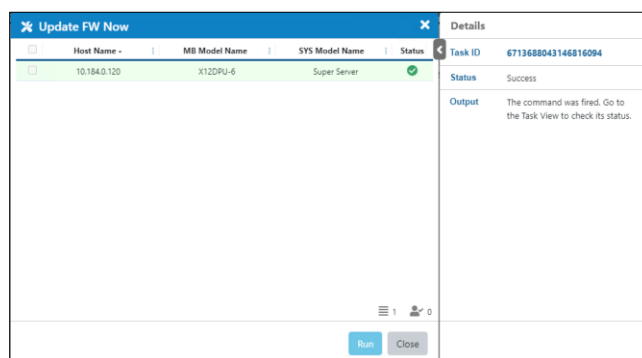 Update FW Now
Host Name MB Model Name SYS Model Name Status
10.184.0.120 X12DPU-6 Super Server
1 0
Run Close
Details
Task ID 6713688043146816094
Status Success
Output The command was fired. Go to
the Task View to check its status.